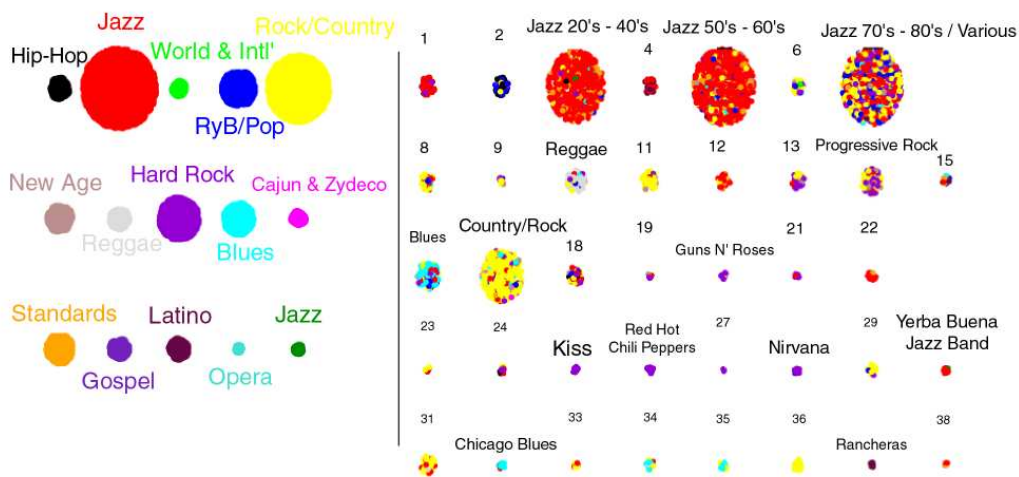 Jazz
Rock/Country
World & Intl'
Hip-Hop
RyB/Pop
Hard Rock
New Age
Cajun & Zydeco
Reggae
Blues
Standards
Latino
Jazz
Gospel
Opera
1
2
Jazz 20's - 40's
4
Jazz 50's - 60's
6
Jazz 70's - 80's / Various
8
9
Reggae
11
12
13
Progressive Rock
15
Blues
Country/Rock
18
19
Guns N' Roses
21
22
23
24
Kiss
Red Hot
Chili Peppers
27
Nirvana
29
Yerba Buena
Jazz Band
31
Chicago Blues
33
34
35
36
Rancheras
38